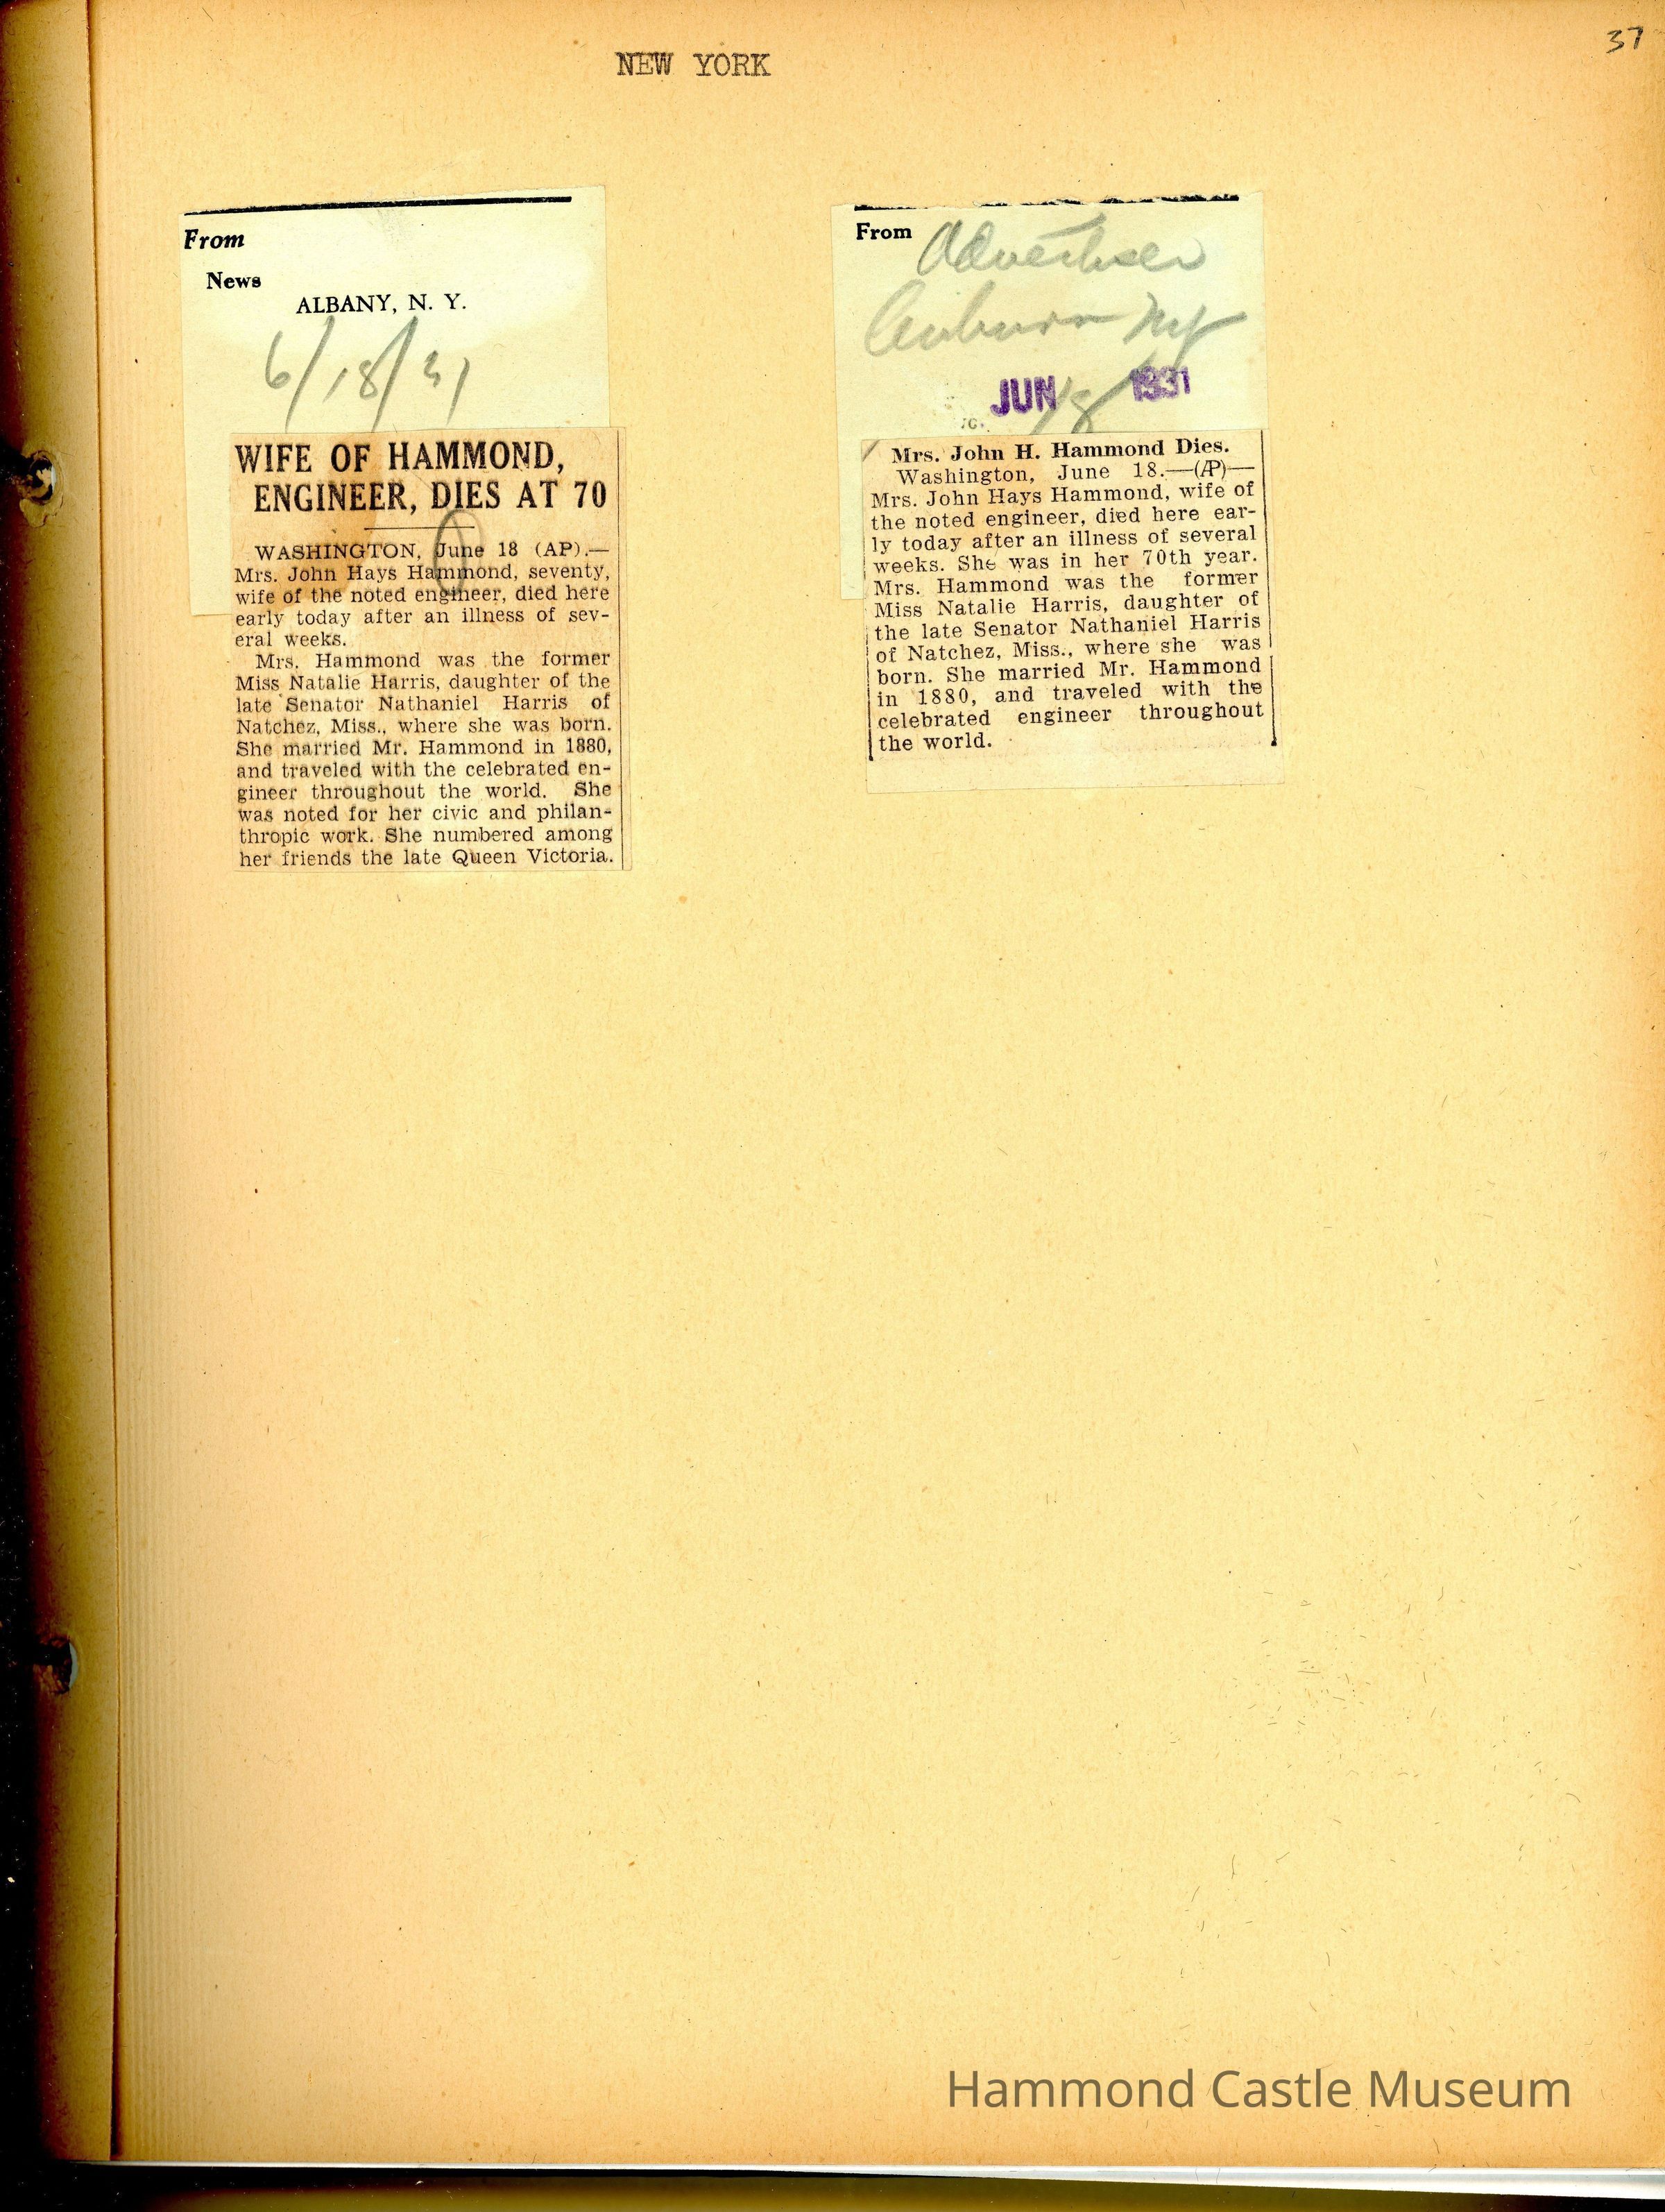 37
NEW YORK
From
News
ALBANY, N. Y.
6/18/31
WIFE OF HAMMOND,
ENGINEER, DIES AT 70
WASHINGTON, June 18 (AP).—
Mrs. John Hays Hammond, seventy,
wife of the noted engineer, died here
early today after an illness of sev-
eral weeks.
Mrs. Hammond was the former
Miss Natalie Harris, daughter of the
late Senator Nathaniel Harris of
Natchez, Miss., where she was born.
She married Mr. Hammond in 1880,
and traveled with the celebrated en-
gineer throughout the world. She
was noted for her civic and philan-
thropic work. She numbered among
her friends the late Queen Victoria.
From Advertiser
Auburn NY
JUN 18 1931
Mrs. John H. Hammond Dies.
Washington, June 18.—(AP)—
Mrs. John Hays Hammond, wife of
the noted engineer, died here ear-
ly today after an illness of several
weeks. She was in her 70th year.
Mrs. Hammond was the former
Miss Natalie Harris, daughter of
the late Senator Nathaniel Harris
of Natchez, Miss., where she was
born. She married Mr. Hammond
in 1880, and traveled with the
celebrated engineer throughout
the world.
Hammond Castle Museum